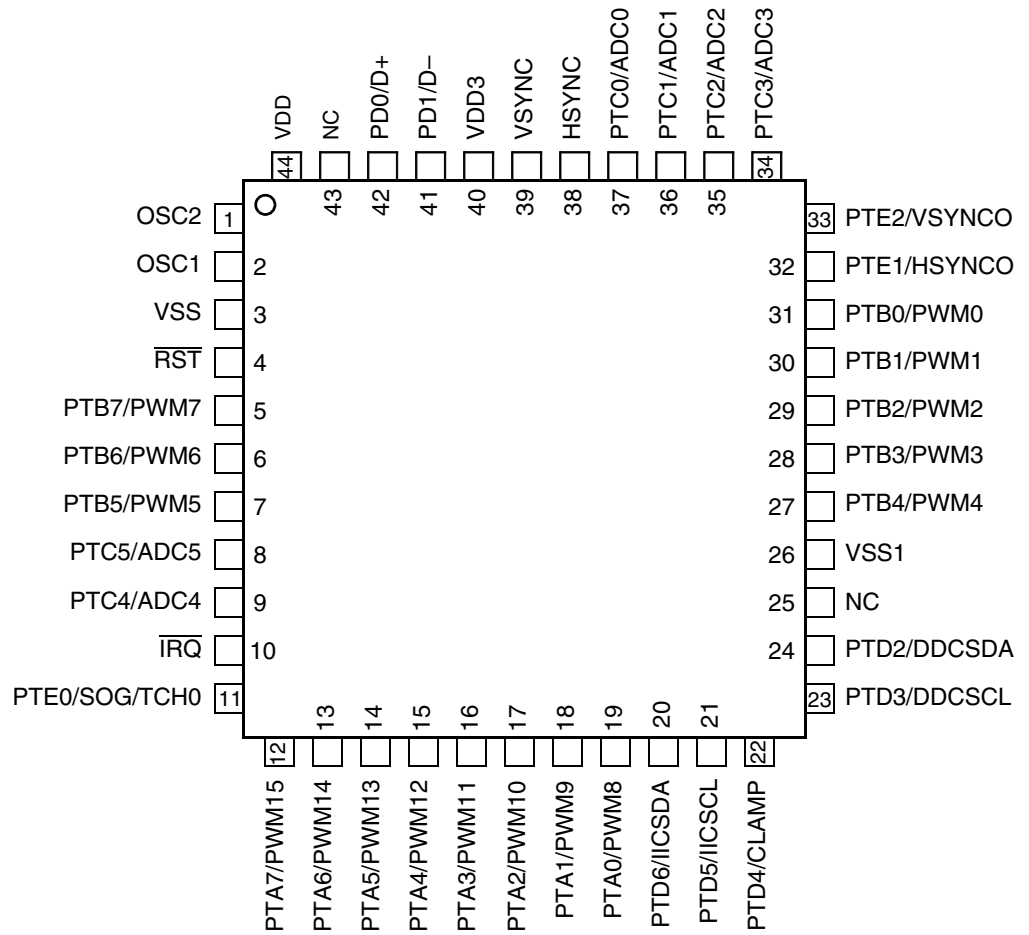 VDD
NC
PD0/D+
PD1/D–
VDD3
VSYNC
HSYNC
PTC0/ADC0
PTC1/ADC1
PTC2/ADC2
PTC3/ADC3
44
43
42
41
40
39
38
37
36
35
34
OSC2 1
OSC1 2
VSS 3
RST 4
PTB7/PWM7 5
PTB6/PWM6 6
PTB5/PWM5 7
PTC5/ADC5 8
PTC4/ADC4 9
IRQ 10
PTE0/SOG/TCH0 11
33 PTE2/VSYNCO
32 PTE1/HSYNCO
31 PTB0/PWM0
30 PTB1/PWM1
29 PTB2/PWM2
28 PTB3/PWM3
27 PTB4/PWM4
26 VSS1
25 NC
24 PTD2/DDCSDA
23 PTD3/DDCSCL
12
13
14
15
16
17
18
19
20
21
22
PTA7/PWM15
PTA6/PWM14
PTA5/PWM13
PTA4/PWM12
PTA3/PWM11
PTA2/PWM10
PTA1/PWM9
PTA0/PWM8
PTD6/IICSDA
PTD5/IICSCL
PTD4/CLAMP